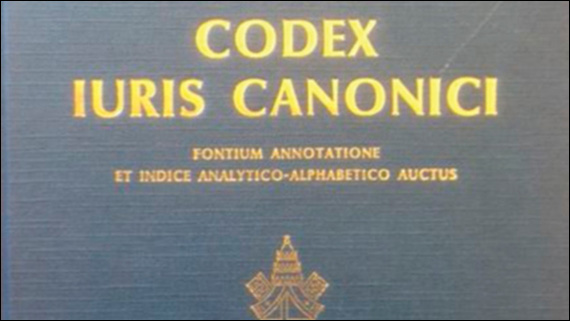 CODEX
IURIS CANONICI
FONTIUM ANNOTATIONE
ET INDICE ANALYTICO-ALPHABETICO AUCTUS